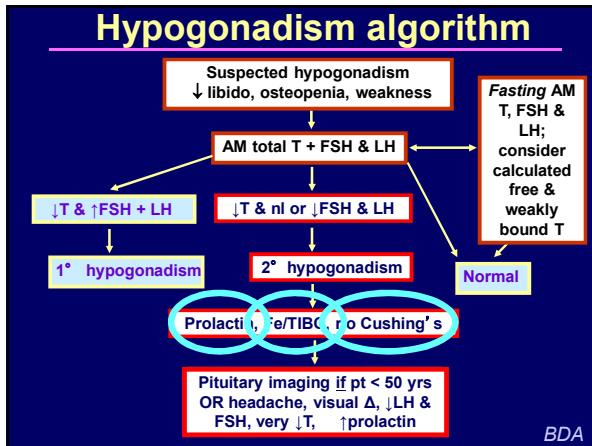 Hypogonadism algorithm
Suspected hypogonadism
↓ libido, osteopenia, weakness
Fasting AM
T, FSH &
LH;
consider
calculated
free &
weakly
bound T
AM total T + FSH & LH
↓T & ↑FSH + LH
↓T & nl or ↓FSH & LH
1° hypogonadism
2° hypogonadism
Normal
Prolactin, Fe/TIBC, no Cushing's
Pituitary imaging if pt < 50 yrs
OR headache, visual Δ, ↓LH &
FSH, very ↓T, ↑prolactin
BDA